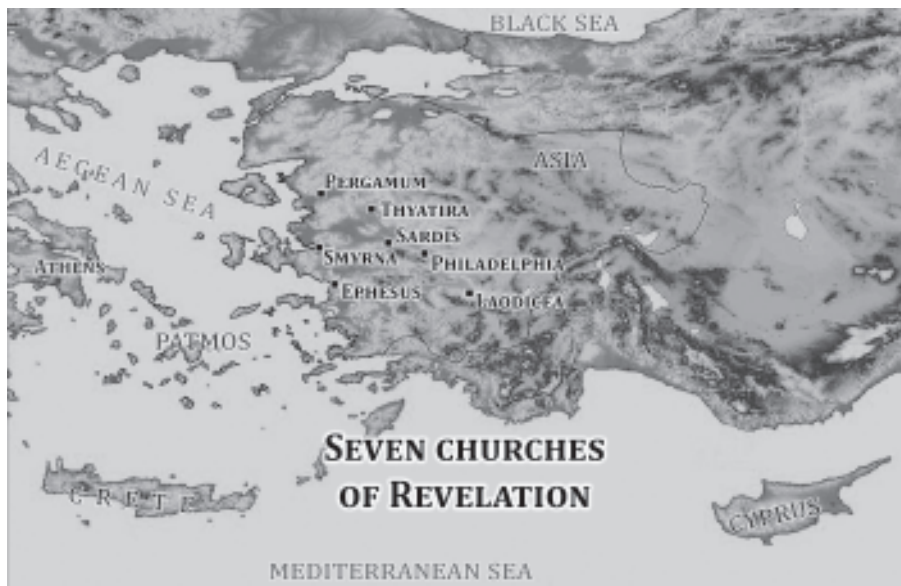 BLACK SEA
AEGEAN SEA
ASIA
PERGAMUM
THYATIRA
SARDIS
SMYRNA
PHILADELPHIA
ATHENS
EPHESUS
LAODICEA
PATMOS
SEVEN CHURCHES
OF REVELATION
CRETE
CYPRUS
MEDITERRANEAN SEA